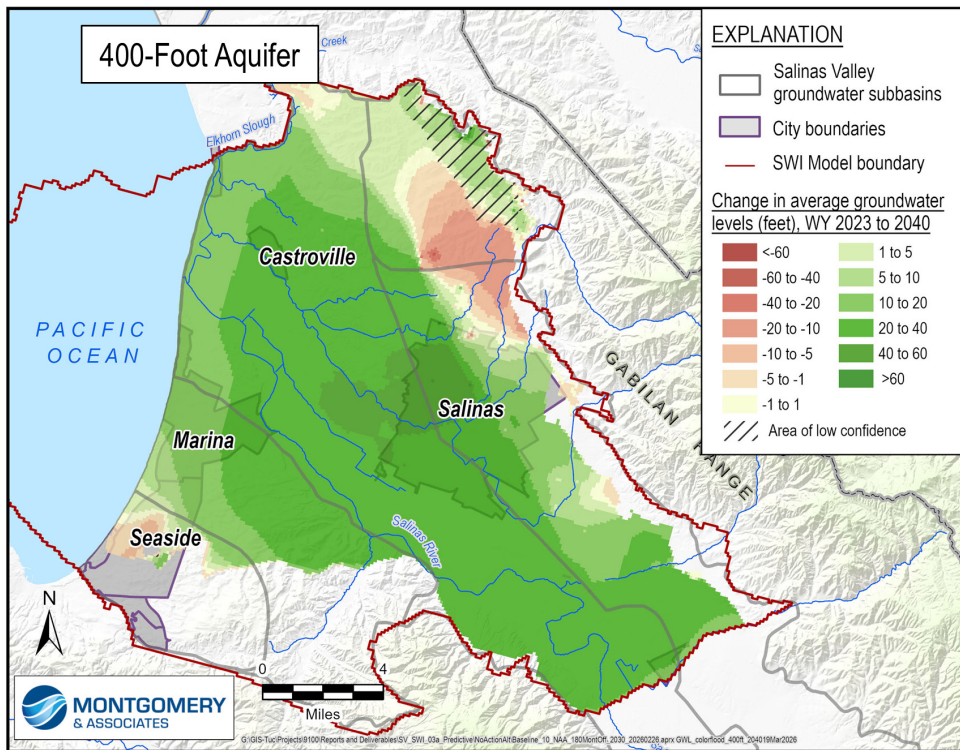 400-Foot Aquifer
Creek
Elkhorn Slough
Castroville
PACIFIC
OCEAN
Salinas
Marina
Seaside
Salinas
River
GABILAN RANGE
N
0 4
Miles
MONTGOMERY
& ASSOCIATES
EXPLANATION
Salinas Valley
groundwater subbasins
City boundaries
SWI Model boundary
Change in average groundwater
levels (feet), WY 2023 to 2040
<-60
-60 to -40
-40 to -20
-20 to -10
-10 to -5
-5 to -1
-1 to 1
1 to 5
5 to 10
10 to 20
20 to 40
40 to 60
>60
Area of low confidence